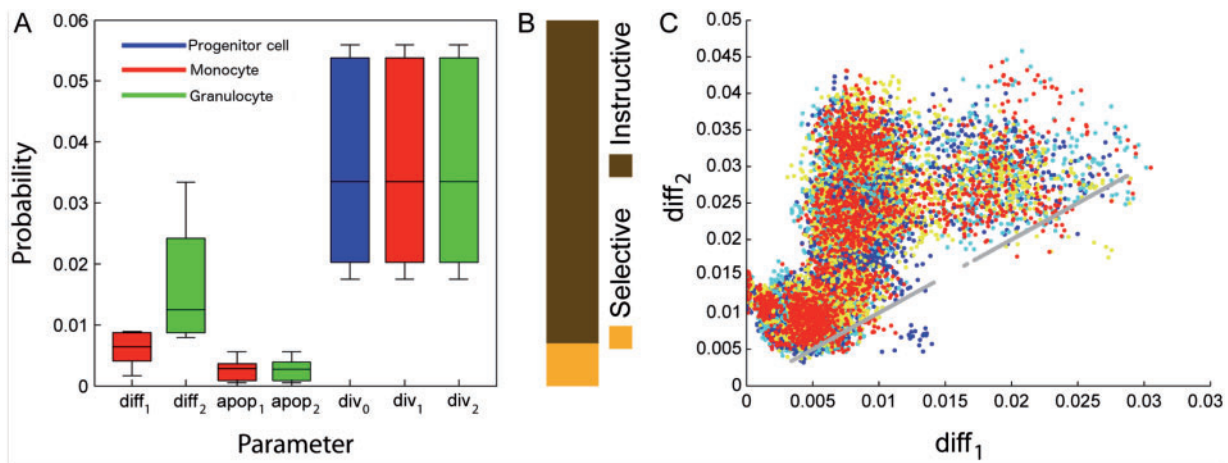 A
Probability
0.06
0.05
0.04
0.03
0.02
0.01
0
Progenitor cell
Monocyte
Granulocyte
diff1 diff2 apop1 apop2 div0 div1 div2
Parameter
B
Selective Instructive
C
diff2
0.05
0.045
0.04
0.035
0.03
0.025
0.02
0.015
0.01
0.005
0
0 0.005 0.01 0.015 0.02 0.025 0.03 0.03
diff1